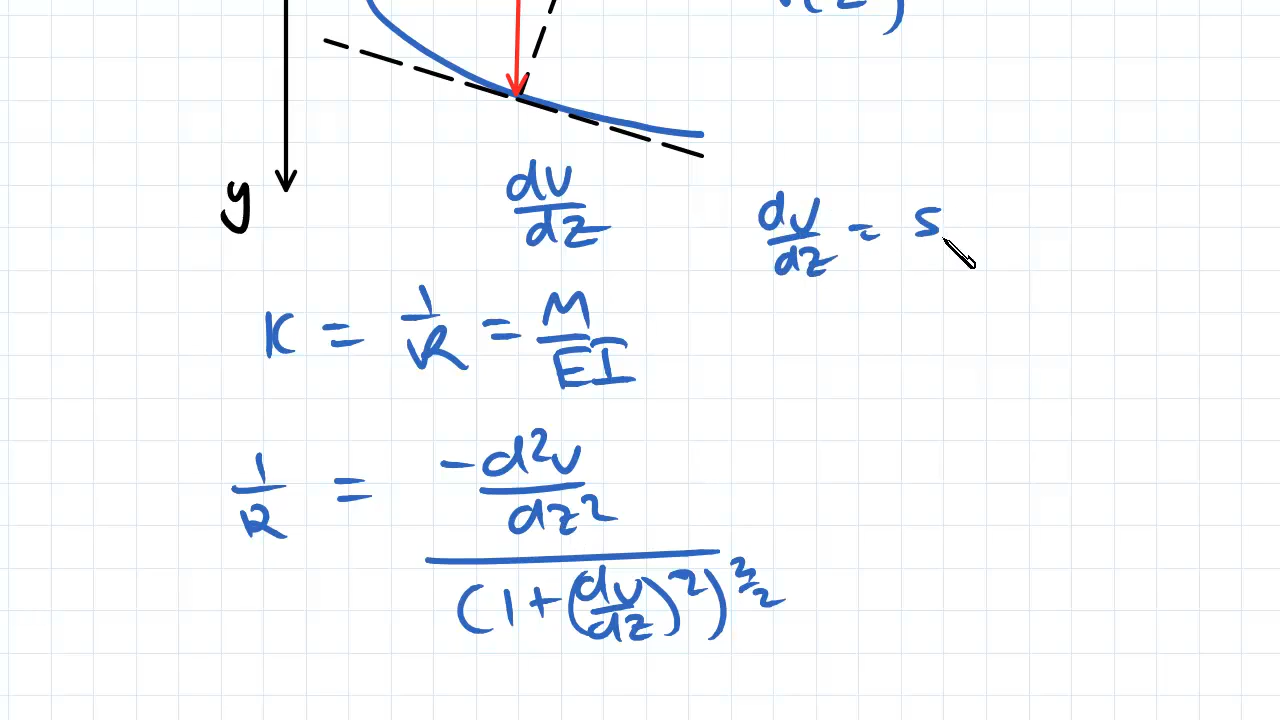 v(z)
y
dv/dz
dv/dz = s
K = 1/R = M/EI
1/R = -d²v/dz² / (1+(dv/dz)²)^3/2